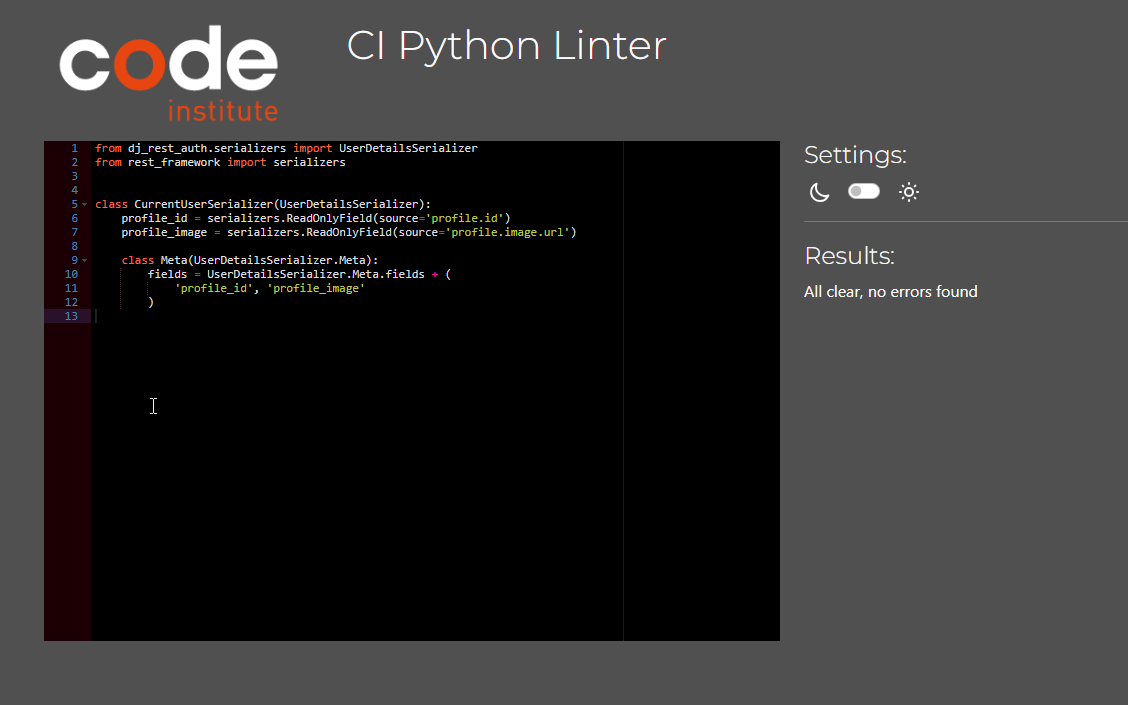 code
institute
CI Python Linter
1 from dj_rest_auth.serializers import UserDetailsSerializer
2 from rest_framework import serializers
3
4
5 class CurrentUserSerializer(UserDetailsSerializer):
6     profile_id = serializers.ReadOnlyField(source='profile.id')
7     profile_image = serializers.ReadOnlyField(source='profile.image.url')
8
9     class Meta(UserDetailsSerializer.Meta):
10         fields = UserDetailsSerializer.Meta.fields + (
11             'profile_id', 'profile_image'
12         )
13
Settings:
Results:
All clear, no errors found